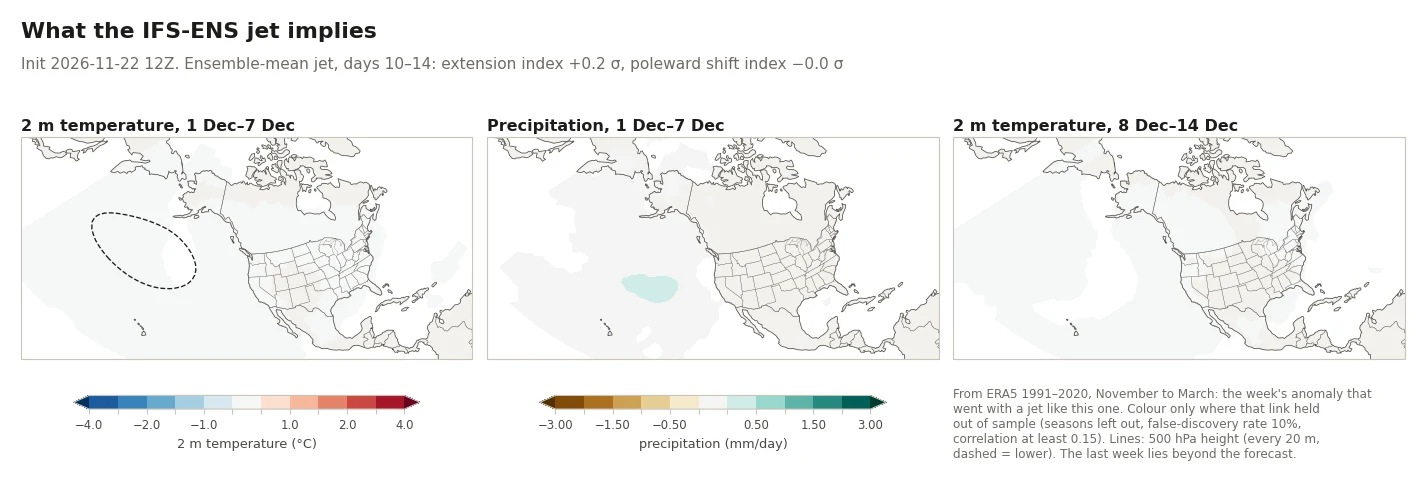 What the IFS-ENS jet implies
Init 2026-11-22 12Z. Ensemble-mean jet, days 10–14: extension index +0.2 σ, poleward shift index −0.0 σ
2 m temperature, 1 Dec–7 Dec
Precipitation, 1 Dec–7 Dec
2 m temperature, 8 Dec–14 Dec
−4.0 −2.0 −1.0 1.0 2.0 4.0
2 m temperature (°C)
−3.00 −1.50 −0.50 0.50 1.50 3.00
precipitation (mm/day)
From ERA5 1991–2020, November to March: the week's anomaly that
went with a jet like this one. Colour only where that link held
out of sample (seasons left out, false-discovery rate 10%,
correlation at least 0.15). Lines: 500 hPa height (every 20 m,
dashed = lower). The last week lies beyond the forecast.